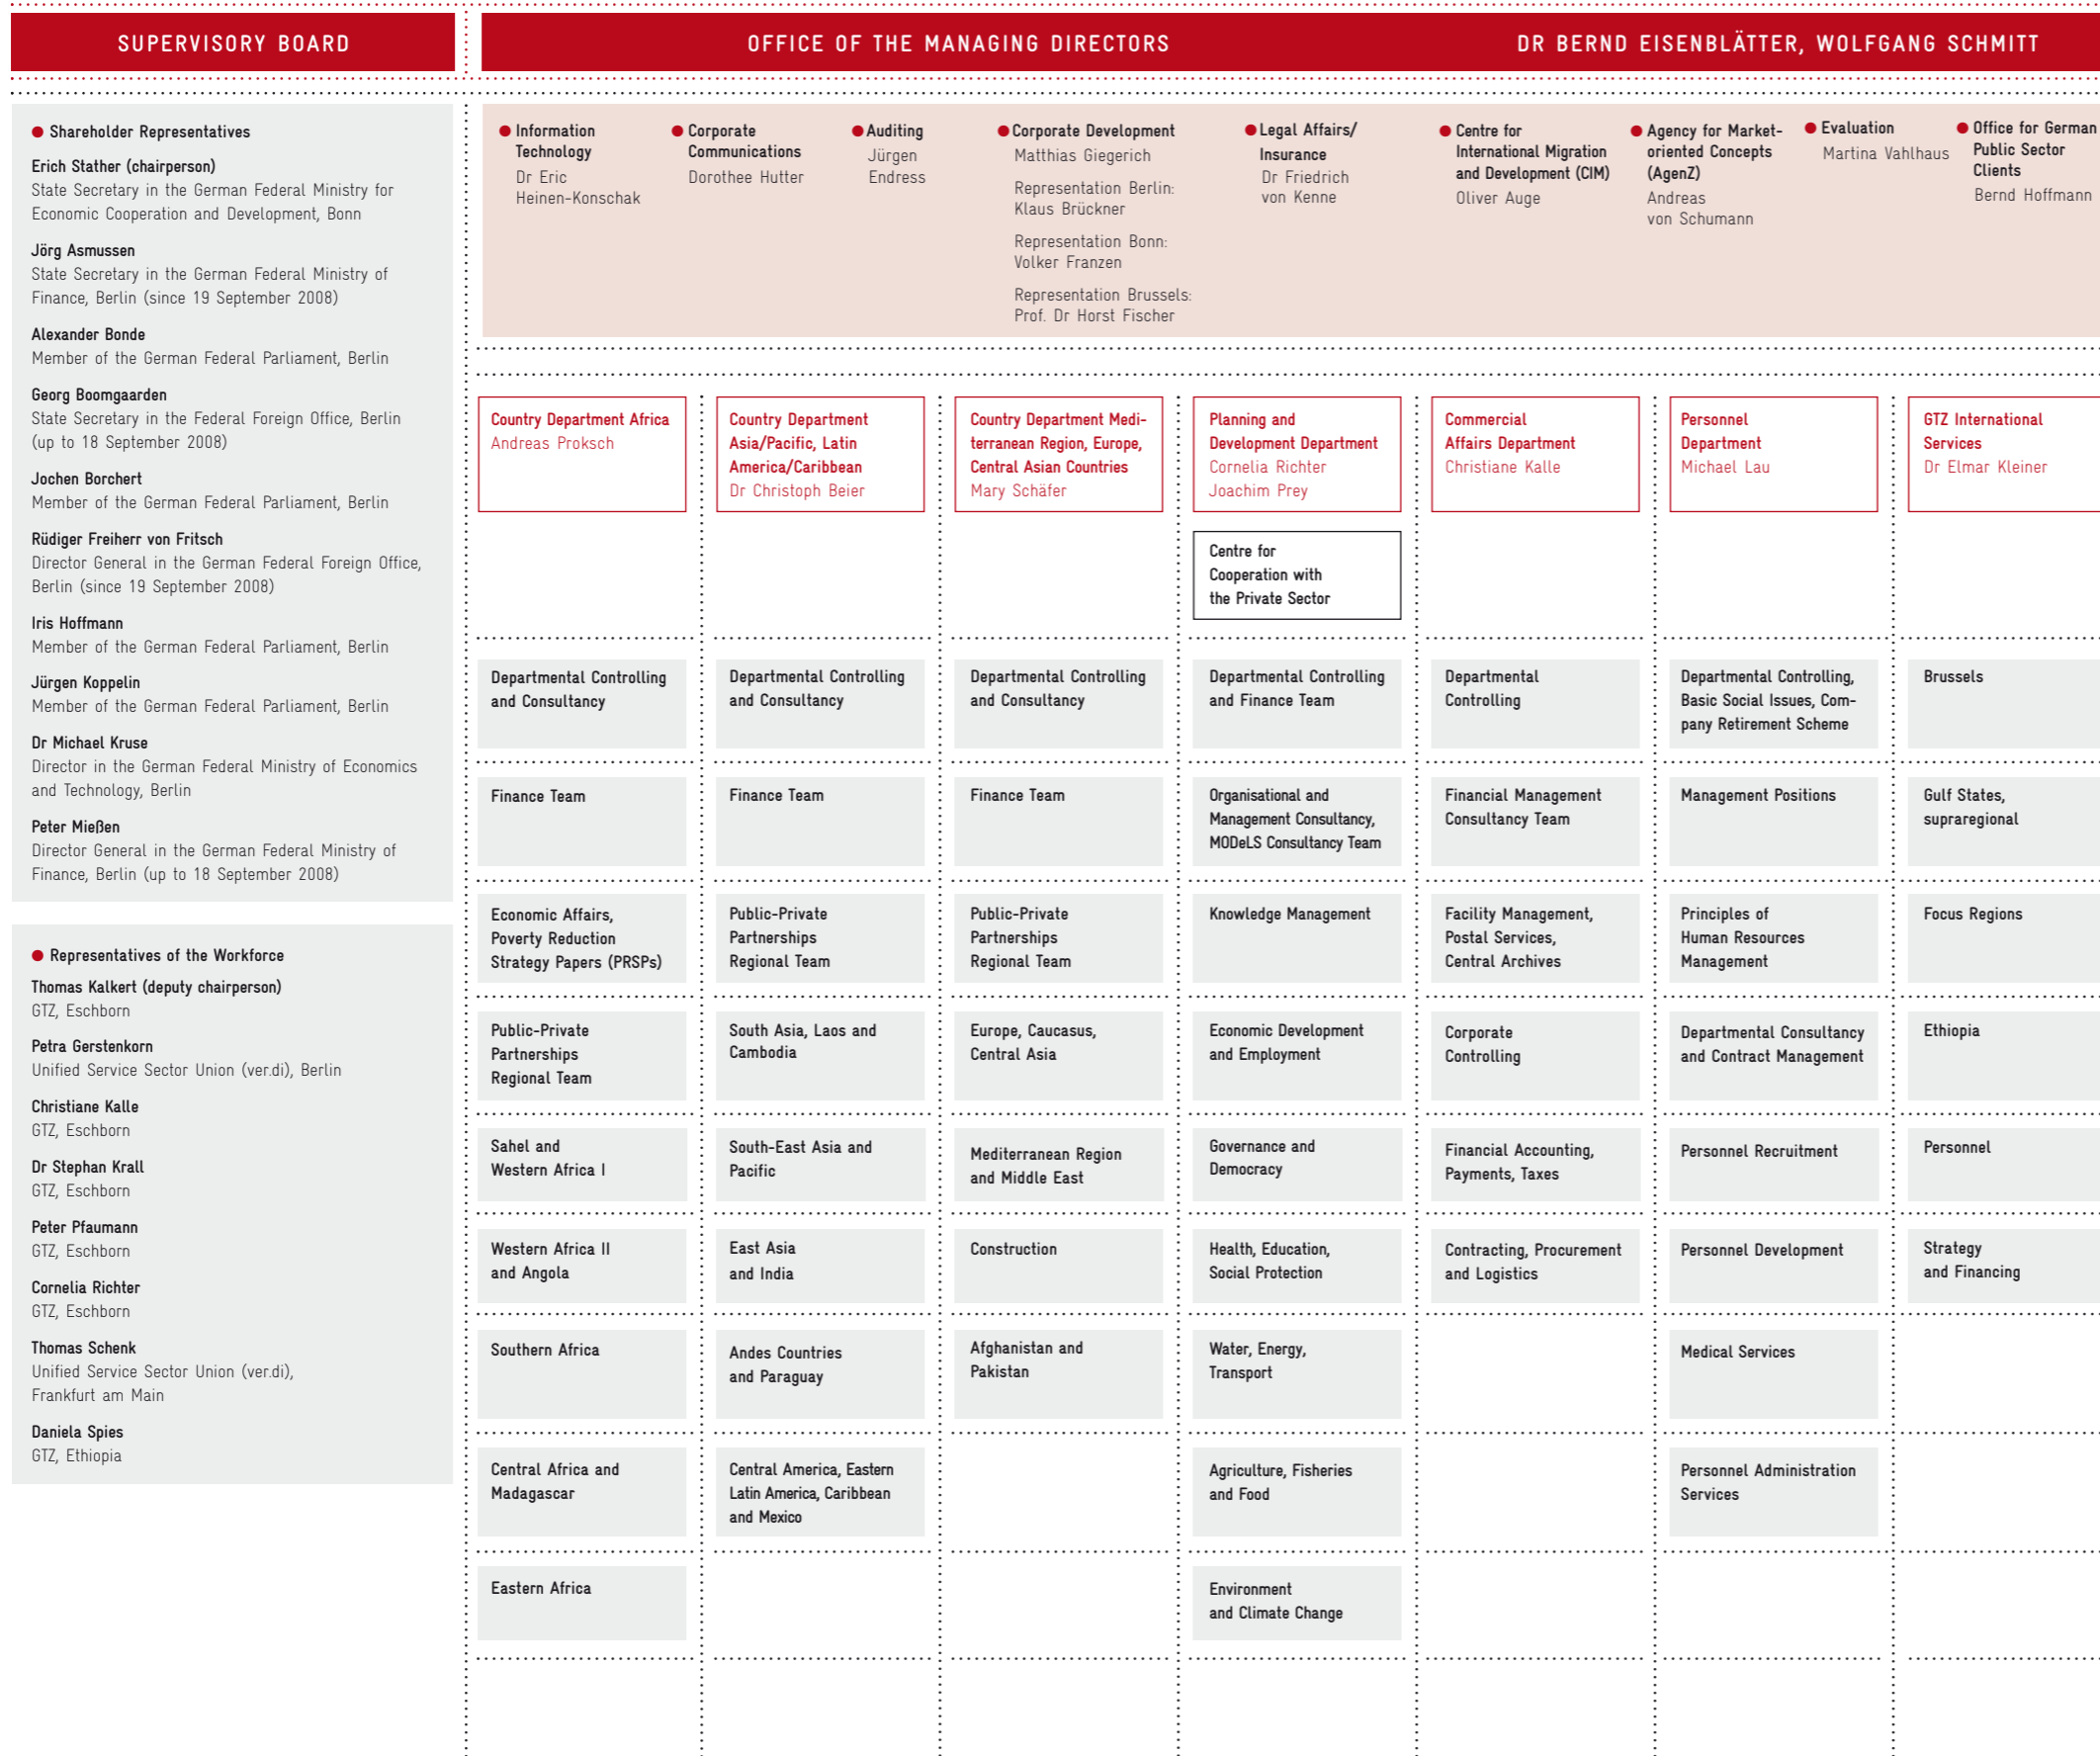 SUPERVISORY BOARD
OFFICE OF THE MANAGING DIRECTORS
DR BERND EISENBLÄTTER, WOLFGANG SCHMITT
Shareholder Representatives
Erich Stather (chairperson)
State Secretary in the German Federal Ministry for
Economic Cooperation and Development, Bonn
Jörg Asmussen
State Secretary in the German Federal Ministry of
Finance, Berlin (since 19 September 2008)
Alexander Bonde
Member of the German Federal Parliament, Berlin
Georg Boomgaarden
State Secretary in the Federal Foreign Office, Berlin
(up to 18 September 2008)
Jochen Borchert
Member of the German Federal Parliament, Berlin
Rüdiger Freiherr von Fritsch
Director General in the German Federal Foreign Office,
Berlin (since 19 September 2008)
Iris Hoffmann
Member of the German Federal Parliament, Berlin
Jürgen Koppelin
Member of the German Federal Parliament, Berlin
Dr Michael Kruse
Director in the German Federal Ministry of Economics
and Technology, Berlin
Peter Mießen
Director General in the German Federal Ministry of
Finance, Berlin (up to 18 September 2008)
Representatives of the Workforce
Thomas Kalkert (deputy chairperson)
GTZ, Eschborn
Petra Gerstenkorn
Unified Service Sector Union (ver.di), Berlin
Christiane Kalle
GTZ, Eschborn
Dr Stephan Krall
GTZ, Eschborn
Peter Pfaumann
GTZ, Eschborn
Cornelia Richter
GTZ, Eschborn
Thomas Schenk
Unified Service Sector Union (ver.di),
Frankfurt am Main
Daniela Spies
GTZ, Ethiopia
Information
Technology
Dr Eric
Heinen-Konschak
Corporate
Communications
Dorothee Hutter
Auditing
Jürgen
Endress
Corporate Development
Matthias Giegerich
Representation Berlin:
Klaus Brückner
Representation Bonn:
Volker Franzen
Representation Brussels:
Prof. Dr Horst Fischer
Legal Affairs/
Insurance
Dr Friedrich
von Kenne
Centre for
International Migration
and Development (CIM)
Oliver Auge
Agency for Market-
oriented Concepts
(AgenZ)
Andreas
von Schumann
Evaluation
Martina Vahlhaus
Office for German
Public Sector
Clients
Bernd Hoffmann
Country Department Africa
Andreas Proksch
Departmental Controlling
and Consultancy
Finance Team
Economic Affairs,
Poverty Reduction
Strategy Papers (PRSPs)
Public-Private
Partnerships
Regional Team
Sahel and
Western Africa I
Western Africa II
and Angola
Southern Africa
Central Africa and
Madagascar
Eastern Africa
Country Department
Asia/Pacific, Latin
America/Caribbean
Dr Christoph Beier
Departmental Controlling
and Consultancy
Finance Team
Public-Private
Partnerships
Regional Team
South Asia, Laos and
Cambodia
South-East Asia and
Pacific
East Asia
and India
Andes Countries
and Paraguay
Central America, Eastern
Latin America, Caribbean
and Mexico
Country Department Medi-
terranean Region, Europe,
Central Asian Countries
Mary Schäfer
Departmental Controlling
and Consultancy
Finance Team
Public-Private
Partnerships
Regional Team
Europe, Caucasus,
Central Asia
Mediterranean Region
and Middle East
Construction
Afghanistan and
Pakistan
Planning and
Development Department
Cornelia Richter
Joachim Prey
Centre for
Cooperation with
the Private Sector
Departmental Controlling
and Finance Team
Organisational and
Management Consultancy,
MODeLS Consultancy Team
Knowledge Management
Economic Development
and Employment
Governance and
Democracy
Health, Education,
Social Protection
Water, Energy,
Transport
Agriculture, Fisheries
and Food
Environment
and Climate Change
Commercial
Affairs Department
Christiane Kalle
Departmental
Controlling
Financial Management
Consultancy Team
Facility Management,
Postal Services,
Central Archives
Corporate
Controlling
Financial Accounting,
Payments, Taxes
Contracting, Procurement
and Logistics
Personnel
Department
Michael Lau
Departmental Controlling,
Basic Social Issues, Com-
pany Retirement Scheme
Management Positions
Principles of
Human Resources
Management
Departmental Consultancy
and Contract Management
Personnel Recruitment
Personnel Development
Medical Services
Personnel Administration
Services
GTZ International
Services
Dr Elmar Kleiner
Brussels
Gulf States,
supraregional
Focus Regions
Ethiopia
Personnel
Strategy
and Financing